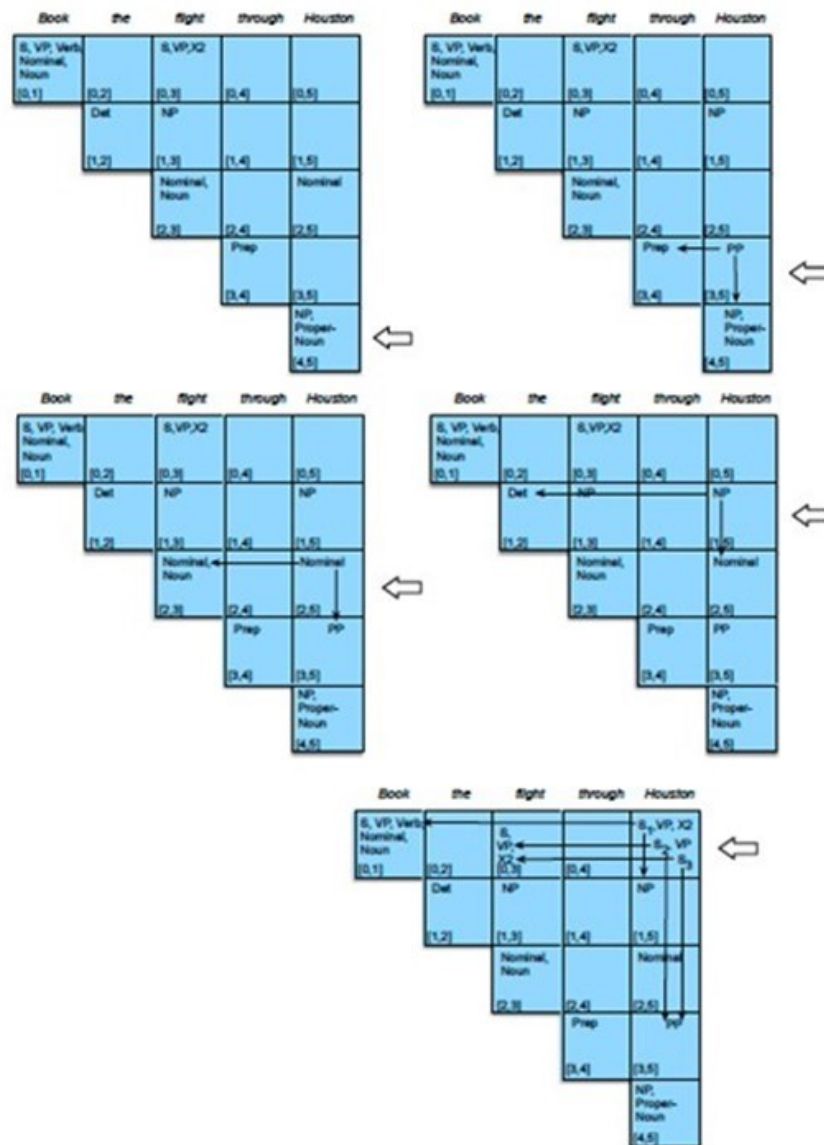 Book the flight through Houston
S, VP, Verb, Nominal, Noun
S,VP,X2
[0,1] [0,2] [0,3] [0,4] [0,5]
Det NP
[1,2] [1,3] [1,4] [1,5]
Nominal, Noun Nominal
[2,3] [2,4] [2,5]
Prep
[3,4] [3,5]
NP, Proper-Noun
[4,5]
Book the flight through Houston
S, VP, Verb, Nominal, Noun
S,VP,X2
[0,1] [0,2] [0,3] [0,4] [0,5]
Det NP NP
[1,2] [1,3] [1,4] [1,5]
Nominal, Noun
[2,3] [2,4] [2,5]
Prep PP
[3,4] [3,5]
NP, Proper-Noun
[4,5]
Book the flight through Houston
S, VP, Verb, Nominal, Noun
S,VP,X2
[0,1] [0,2] [0,3] [0,4] [0,5]
Det NP NP
[1,2] [1,3] [1,4] [1,5]
Nominal, Noun Nominal
[2,3] [2,4] [2,5]
Prep PP
[3,4] [3,5]
NP, Proper-Noun
[4,5]
Book the flight through Houston
S, VP, Verb, Nominal, Noun
S,VP,X2
[0,1] [0,2] [0,3] [0,4] [0,5]
Det NP NP
[1,2] [1,3] [1,4] [1,5]
Nominal, Noun Nominal
[2,3] [2,4] [2,5]
Prep PP
[3,4] [3,5]
NP, Proper-Noun
[4,5]
Book the flight through Houston
S, VP, Verb, Nominal, Noun
S, VP, X2
S1, VP, X2
S2, VP
S3
[0,1] [0,2] [0,3] [0,4]
Det NP NP
[1,2] [1,3] [1,4] [1,5]
Nominal, Noun Nominal
[2,3] [2,4] [2,5]
Prep PP
[3,4] [3,5]
NP, Proper-Noun
[4,5]